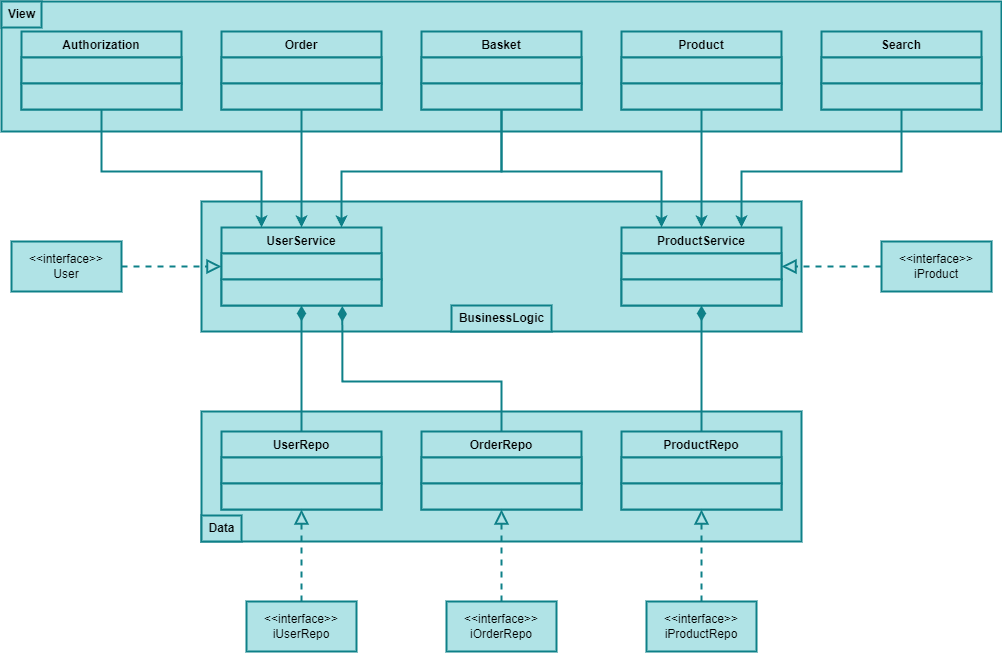 View
Authorization
Order
Basket
Product
Search
UserService
ProductService
<<interface>>
User
<<interface>>
iProduct
BusinessLogic
UserRepo
OrderRepo
ProductRepo
Data
<<interface>>
iUserRepo
<<interface>>
iOrderRepo
<<interface>>
iProductRepo